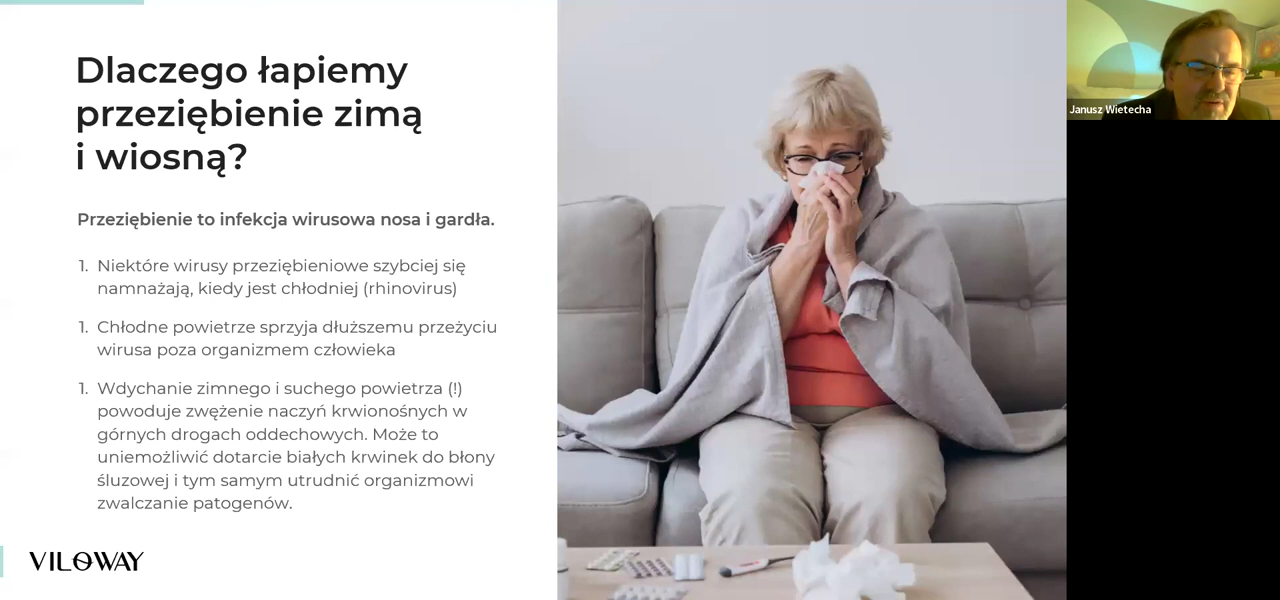 Dlaczego łapiemy
przeziębienie zimą
i wiosną?
Przeziębienie to infekcja wirusowa nosa i gardła.
1. Niektóre wirusy przeziębieniowe szybciej się
namnażają, kiedy jest chłodniej (rhinovirus)
1. Chłodne powietrze sprzyja dłuższemu przeżyciu
wirusa poza organizmem człowieka
1. Wdychanie zimnego i suchego powietrza (!)
powoduje zwężenie naczyń krwionośnych w
górnych drogach oddechowych. Może to
uniemożliwić dotarcie białych krwinek do błony
śluzowej i tym samym utrudnić organizmowi
zwalczanie patogenów.
VILOWAY
Janusz Wietecha